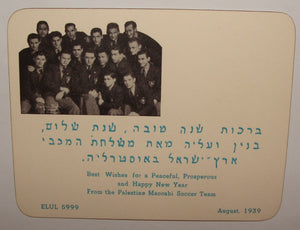 ברכות שנה טובה, שנת שלום,
בנין ועליה מאת משלחת המכבי
ארץ-ישראל באוסטרליה.
Best Wishes for a Peaceful, Prosperous
and Happy New Year
From the Palestine Maccabi Soccer Team
ELUL 5999
August, 1939